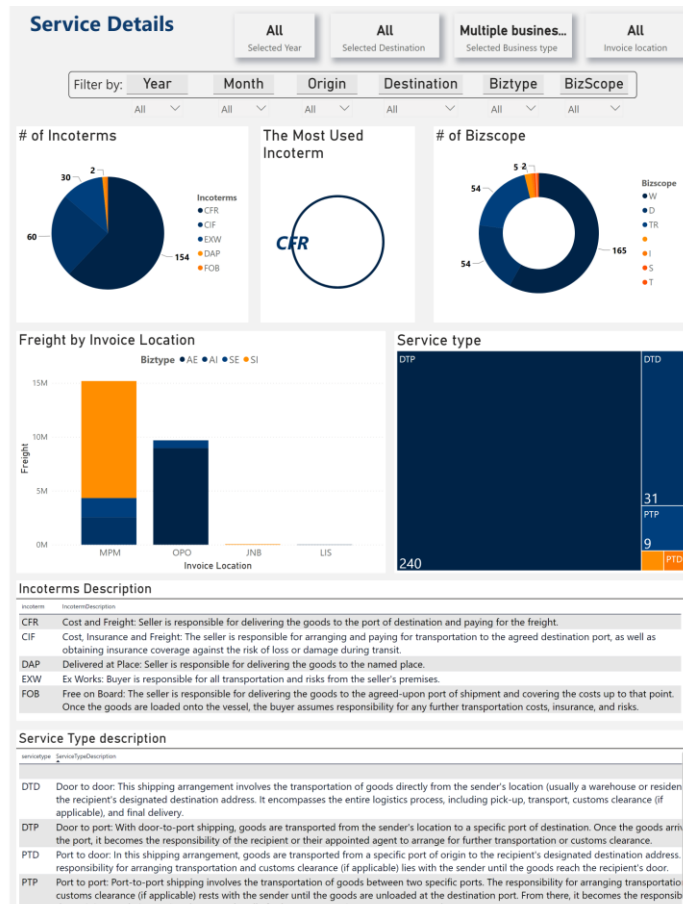 Service Details
All
Selected Year
All
Selected Destination
Multiple busines...
Selected Business type
All
Invoice location
Filter by: Year Month Origin Destination Biztype BizScope
All All All All All All
# of Incoterms
30
2
60
154
Incoterms
CFR
CIF
EXW
DAP
FOB
The Most Used
Incoterm
CFR
# of Bizscope
5 2
54
54
165
Bizscope
W
D
TR
I
S
T
Freight by Invoice Location
Biztype AE AI SE SI
15M
10M
5M
0M
Freight
MPM OPO JNB LIS
Invoice Location
Service type
DTP
240
DTD
31
PTP
9
PTD
Incoterms Description
incoterm IncotermDescription
CFR Cost and Freight: Seller is responsible for delivering the goods to the port of destination and paying for the freight.
CIF Cost, Insurance and Freight: The seller is responsible for arranging and paying for transportation to the agreed destination port, as well as
obtaining insurance coverage against the risk of loss or damage during transit.
DAP Delivered at Place: Seller is responsible for delivering the goods to the named place.
EXW Ex Works: Buyer is responsible for all transportation and risks from the seller's premises.
FOB Free on Board: The seller is responsible for delivering the goods to the agreed-upon port of shipment and covering the costs up to that point.
Once the goods are loaded onto the vessel, the buyer assumes responsibility for any further transportation costs, insurance, and risks.
Service Type description
servicetype ServiceTypeDescription
DTD Door to door: This shipping arrangement involves the transportation of goods directly from the sender's location (usually a warehouse or residen
the recipient's designated destination address. It encompasses the entire logistics process, including pick-up, transport, customs clearance (if
applicable), and final delivery.
DTP Door to port: With door-to-port shipping, goods are transported from the sender's location to a specific port of destination. Once the goods arriv
the port, it becomes the responsibility of the recipient or their appointed agent to arrange for further transportation or customs clearance.
PTD Port to door: In this shipping arrangement, goods are transported from a specific port of origin to the recipient's designated destination address.
responsibility for arranging transportation and customs clearance (if applicable) lies with the sender until the goods reach the recipient's door.
PTP Port to port: Port-to-port shipping involves the transportation of goods between two specific ports. The responsibility for arranging transportatio
customs clearance (if applicable) rests with the sender until the goods are unloaded at the destination port. From there, it becomes the responsib